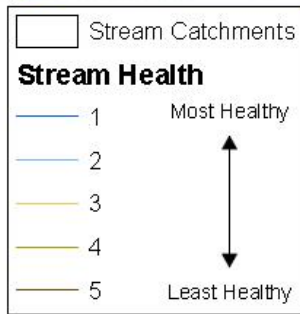 Stream Catchments
Stream Health
1 Most Healthy
2
3
4
5 Least Healthy